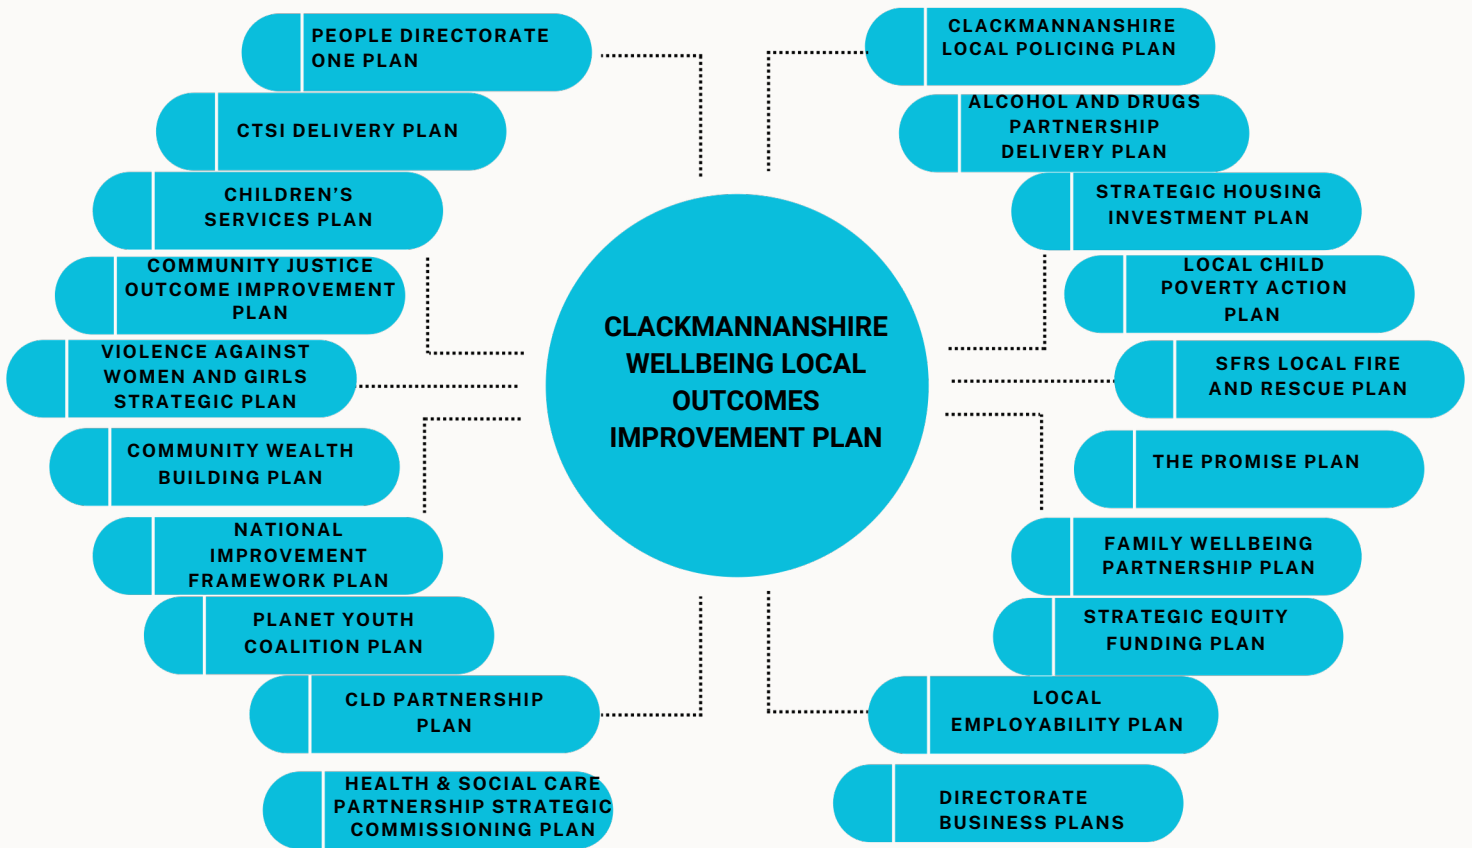 PEOPLE DIRECTORATE
ONE PLAN
CTSI DELIVERY PLAN
CHILDREN’S
SERVICES PLAN
COMMUNITY JUSTICE
OUTCOME IMPROVEMENT
PLAN
VIOLENCE AGAINST
WOMEN AND GIRLS
STRATEGIC PLAN
COMMUNITY WEALTH
BUILDING PLAN
NATIONAL
IMPROVEMENT
FRAMEWORK PLAN
PLANET YOUTH
COALITION PLAN
CLD PARTNERSHIP
PLAN
HEALTH & SOCIAL CARE
PARTNERSHIP STRATEGIC
COMMISSIONING PLAN
CLACKMANNANSHIRE
WELLBEING LOCAL
OUTCOMES
IMPROVEMENT PLAN
CLACKMANNANSHIRE
LOCAL POLICING PLAN
ALCOHOL AND DRUGS
PARTNERSHIP
DELIVERY PLAN
STRATEGIC HOUSING
INVESTMENT PLAN
LOCAL CHILD
POVERTY ACTION
PLAN
SFRS LOCAL FIRE
AND RESCUE PLAN
THE PROMISE PLAN
FAMILY WELLBEING
PARTNERSHIP PLAN
STRATEGIC EQUITY
FUNDING PLAN
LOCAL
EMPLOYABILITY PLAN
DIRECTORATE
BUSINESS PLANS